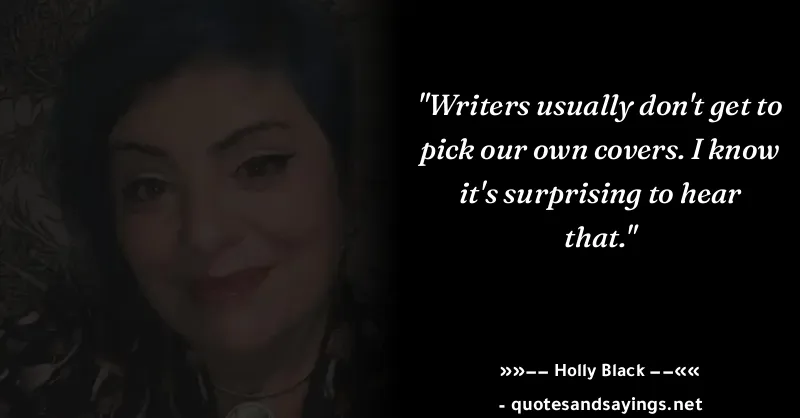 "Writers usually don't get to
pick our own covers. I know
it's surprising to hear
that."
»»−− Holly Black −−««
- quotesandsayings.net